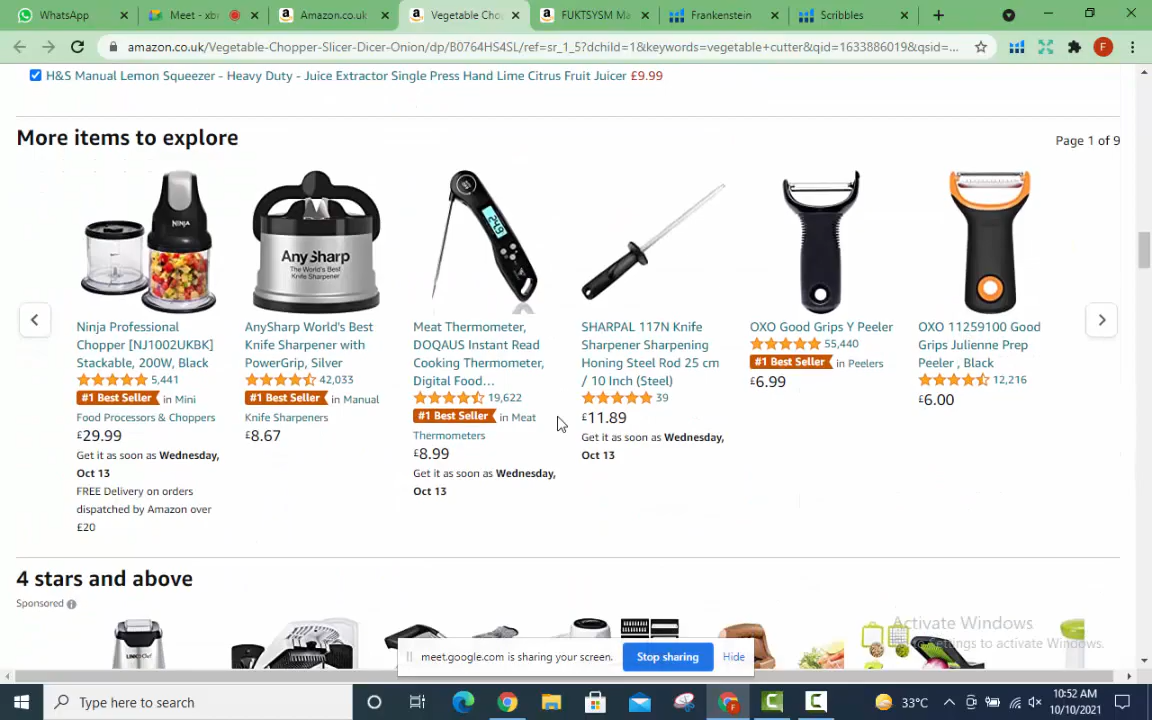 WhatsApp
Meet - xbr
Amazon.co.uk
Vegetable Cho
FUKTSYSM Ma
Frankenstein
Scribbles
amazon.co.uk/Vegetable-Chopper-Slicer-Dicer-Onion/dp/B0764HS4SL/ref=sr_1_5?dchild=1&keywords=vegetable+cutter&qid=1633886019&qsid=...
F
H&S Manual Lemon Squeezer - Heavy Duty - Juice Extractor Single Press Hand Lime Citrus Fruit Juicer £9.99
More items to explore
Page 1 of 9
NINJA
AnySharp
The World's Best
Knife Sharpener
Ninja Professional
Chopper [NJ1002UKBK]
Stackable, 200W, Black
5,441
#1 Best Seller in Mini
Food Processors & Choppers
£29.99
Get it as soon as Wednesday,
Oct 13
FREE Delivery on orders
dispatched by Amazon over
£20
AnySharp World's Best
Knife Sharpener with
PowerGrip, Silver
42,033
#1 Best Seller in Manual
Knife Sharpeners
£8.67
Meat Thermometer,
DOQAUS Instant Read
Cooking Thermometer,
Digital Food…
19,622
#1 Best Seller in Meat
Thermometers
£8.99
Get it as soon as Wednesday,
Oct 13
SHARPAL 117N Knife
Sharpener Sharpening
Honing Steel Rod 25 cm
/ 10 Inch (Steel)
39
£11.89
Get it as soon as Wednesday,
Oct 13
OXO Good Grips Y Peeler
55,440
#1 Best Seller in Peelers
£6.99
OXO 11259100 Good
Grips Julienne Peeler , Black
12,216
£6.00
4 stars and above
Sponsored
Activate Windows
Settings to activate Windows.
meet.google.com is sharing your screen.
Stop sharing
Hide
Type here to search
33°C
10:52 AM
10/10/2021